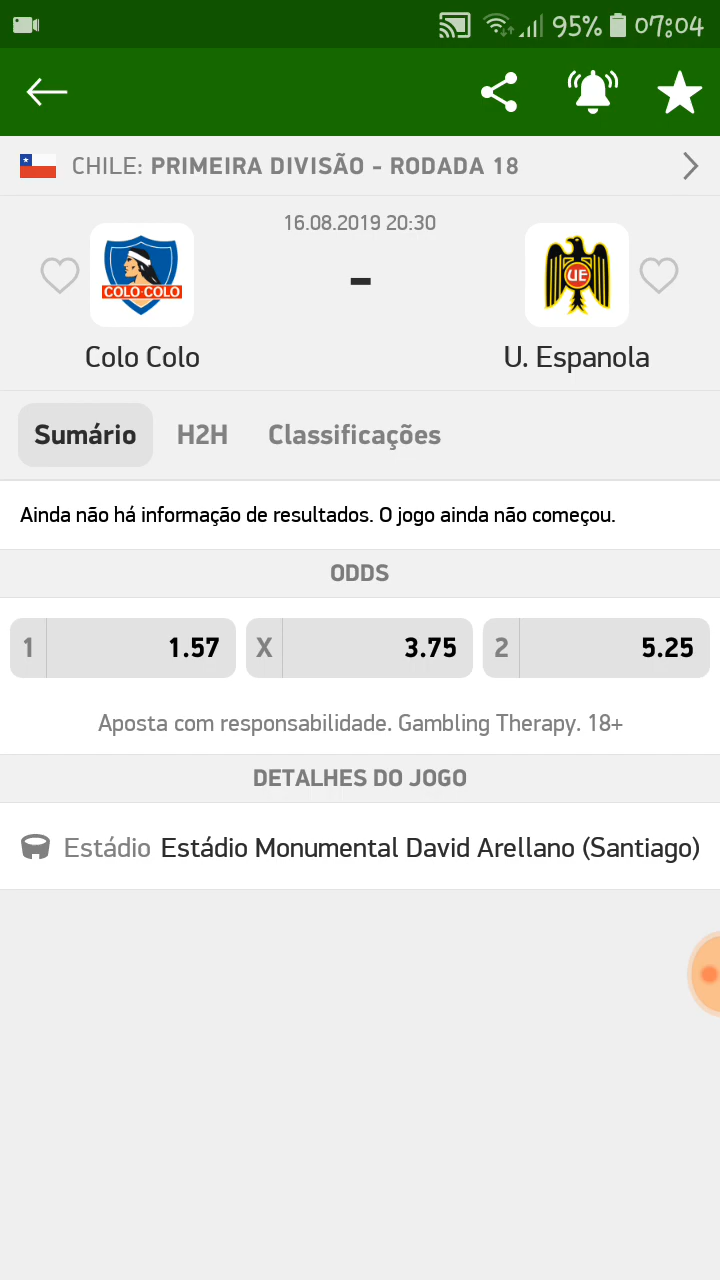 95% 07:04
CHILE: PRIMEIRA DIVISÃO - RODADA 18
16.08.2019 20:30
COLO-COLO
UE
-
Colo Colo
U. Espanola
Sumário H2H Classificações
Ainda não há informação de resultados. O jogo ainda não começou.
ODDS
1 1.57 X 3.75 2 5.25
Aposta com responsabilidade. Gambling Therapy. 18+
DETALHES DO JOGO
Estádio Estádio Monumental David Arellano (Santiago)